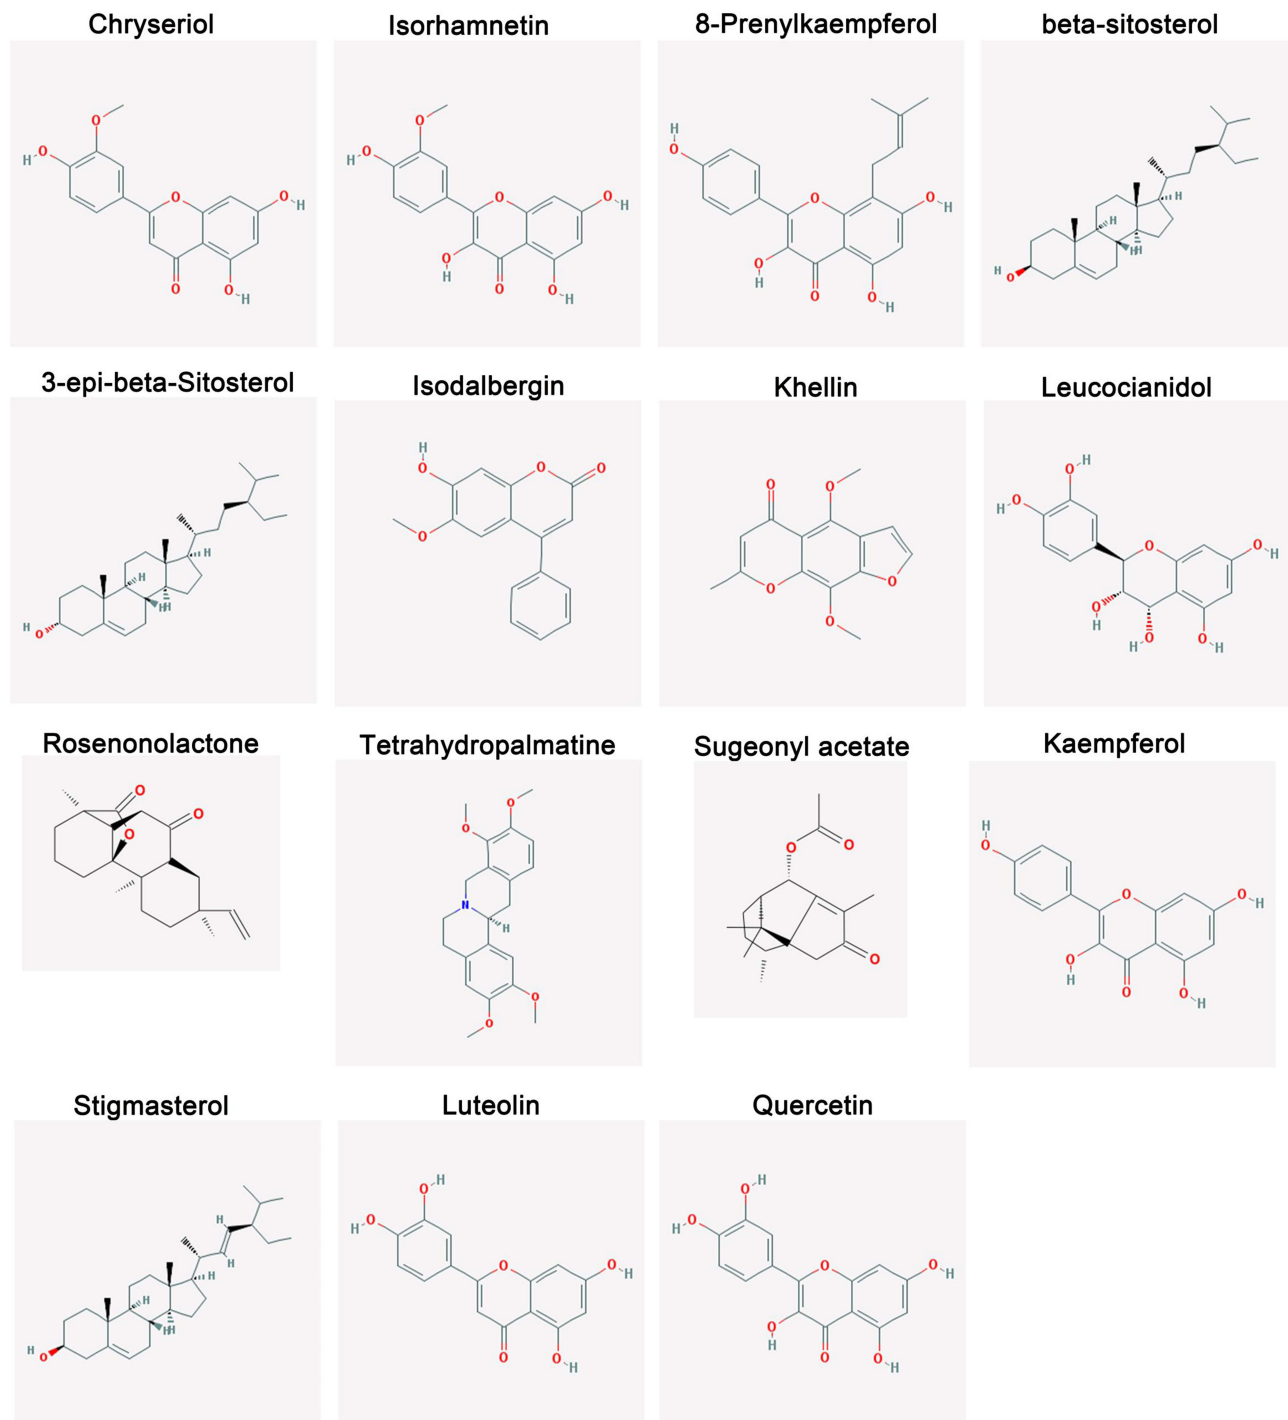 Chryseriol
Isorhamnetin
8-Prenylkaempferol
beta-sitosterol
3-epi-beta-Sitosterol
Isodalbergin
Khellin
Leucocianidol
Rosenonolactone
Tetrahydropalmatine
Sugeonyl acetate
Kaempferol
Stigmasterol
Luteolin
Quercetin